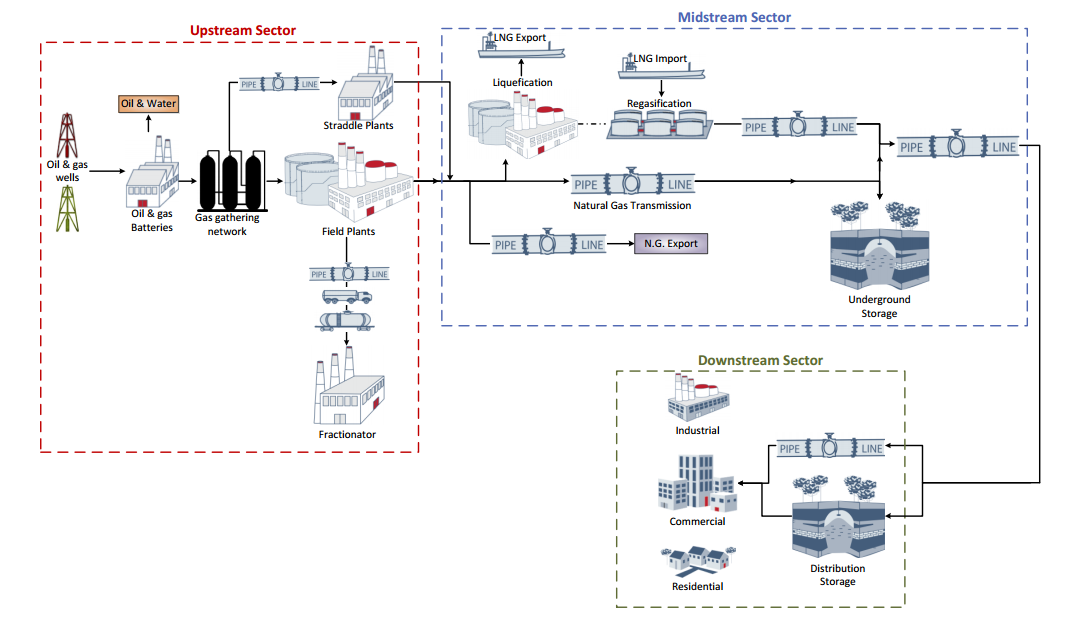 Upstream Sector
Midstream Sector
LNG Export
LNG Import
Liquefication
Regasification
PIPE LINE
Oil & Water
Straddle Plants
PIPE LINE
PIPE LINE
Oil & gas
wells
PIPE LINE
Natural Gas Transmission
Oil & gas
Batteries
Gas gathering
network
Field Plants
PIPE LINE
N.G. Export
PIPE LINE
Underground
Storage
Fractionator
Downstream Sector
Industrial
PIPE LINE
Commercial
Distribution
Storage
Residential